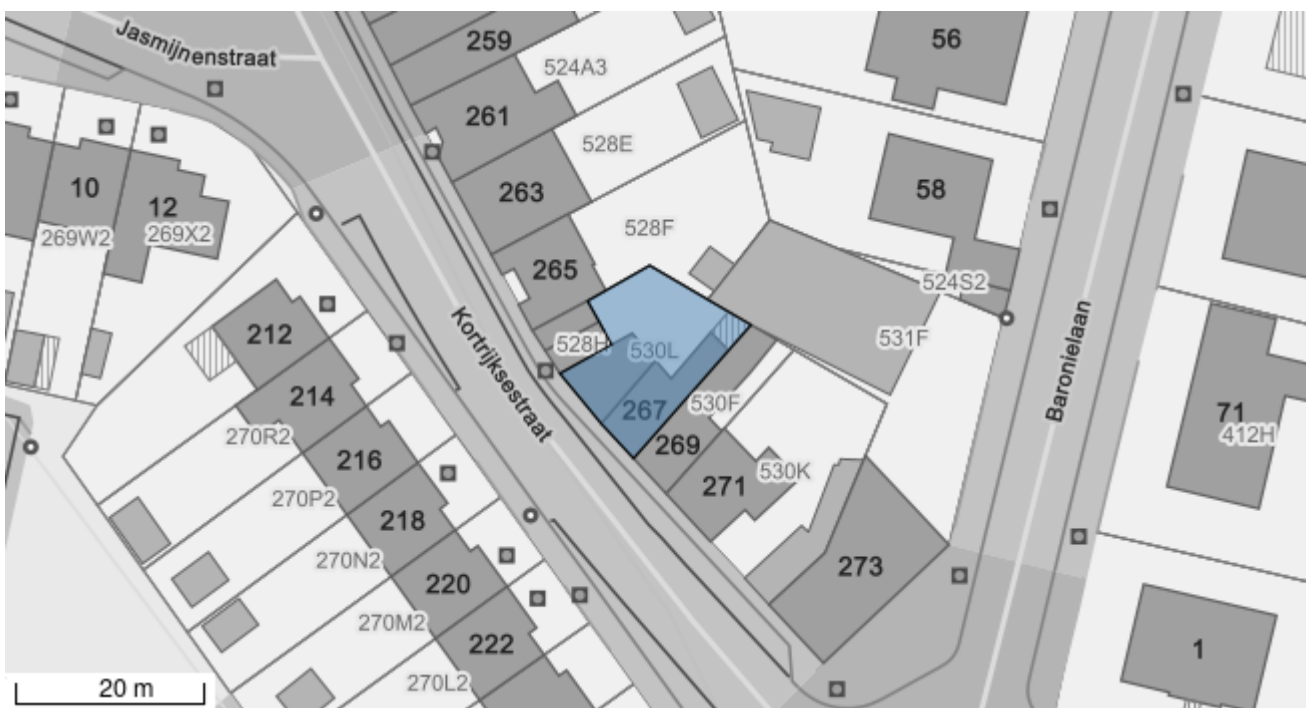 Jasmijnenstraat
259
56
524A3
261
528E
10
12
263
58
269W2
269X2
528F
265
524S2
212
Kortrijksestraat
528H
530L
531F
Baronielaan
214
267
530F
71
270R2
269
412H
216
271
530K
270P2
218
270N2
273
220
270M2
222
1
270L2
20 m